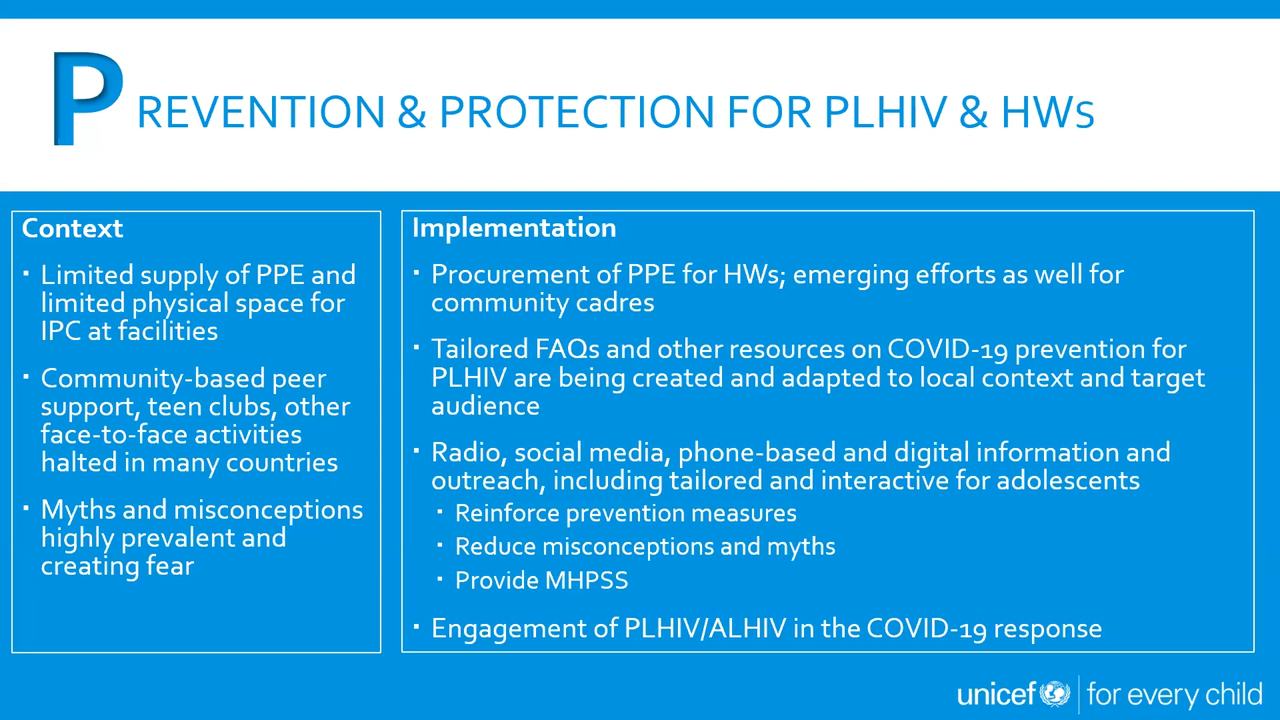 PREVENTION & PROTECTION FOR PLHIV & HWS
Context
▪ Limited supply of PPE and
limited physical space for
IPC at facilities
▪ Community-based peer
support, teen clubs, other
face-to-face activities
halted in many countries
▪ Myths and misconceptions
highly prevalent and
creating fear
Implementation
▪ Procurement of PPE for HWs; emerging efforts as well for
community cadres
▪ Tailored FAQs and other resources on COVID-19 prevention for
PLHIV are being created and adapted to local context and target
audience
▪ Radio, social media, phone-based and digital information and
outreach, including tailored and interactive for adolescents
▪ Reinforce prevention measures
▪ Reduce misconceptions and myths
▪ Provide MHPSS
▪ Engagement of PLHIV/ALHIV in the COVID-19 response
unicef | for every child